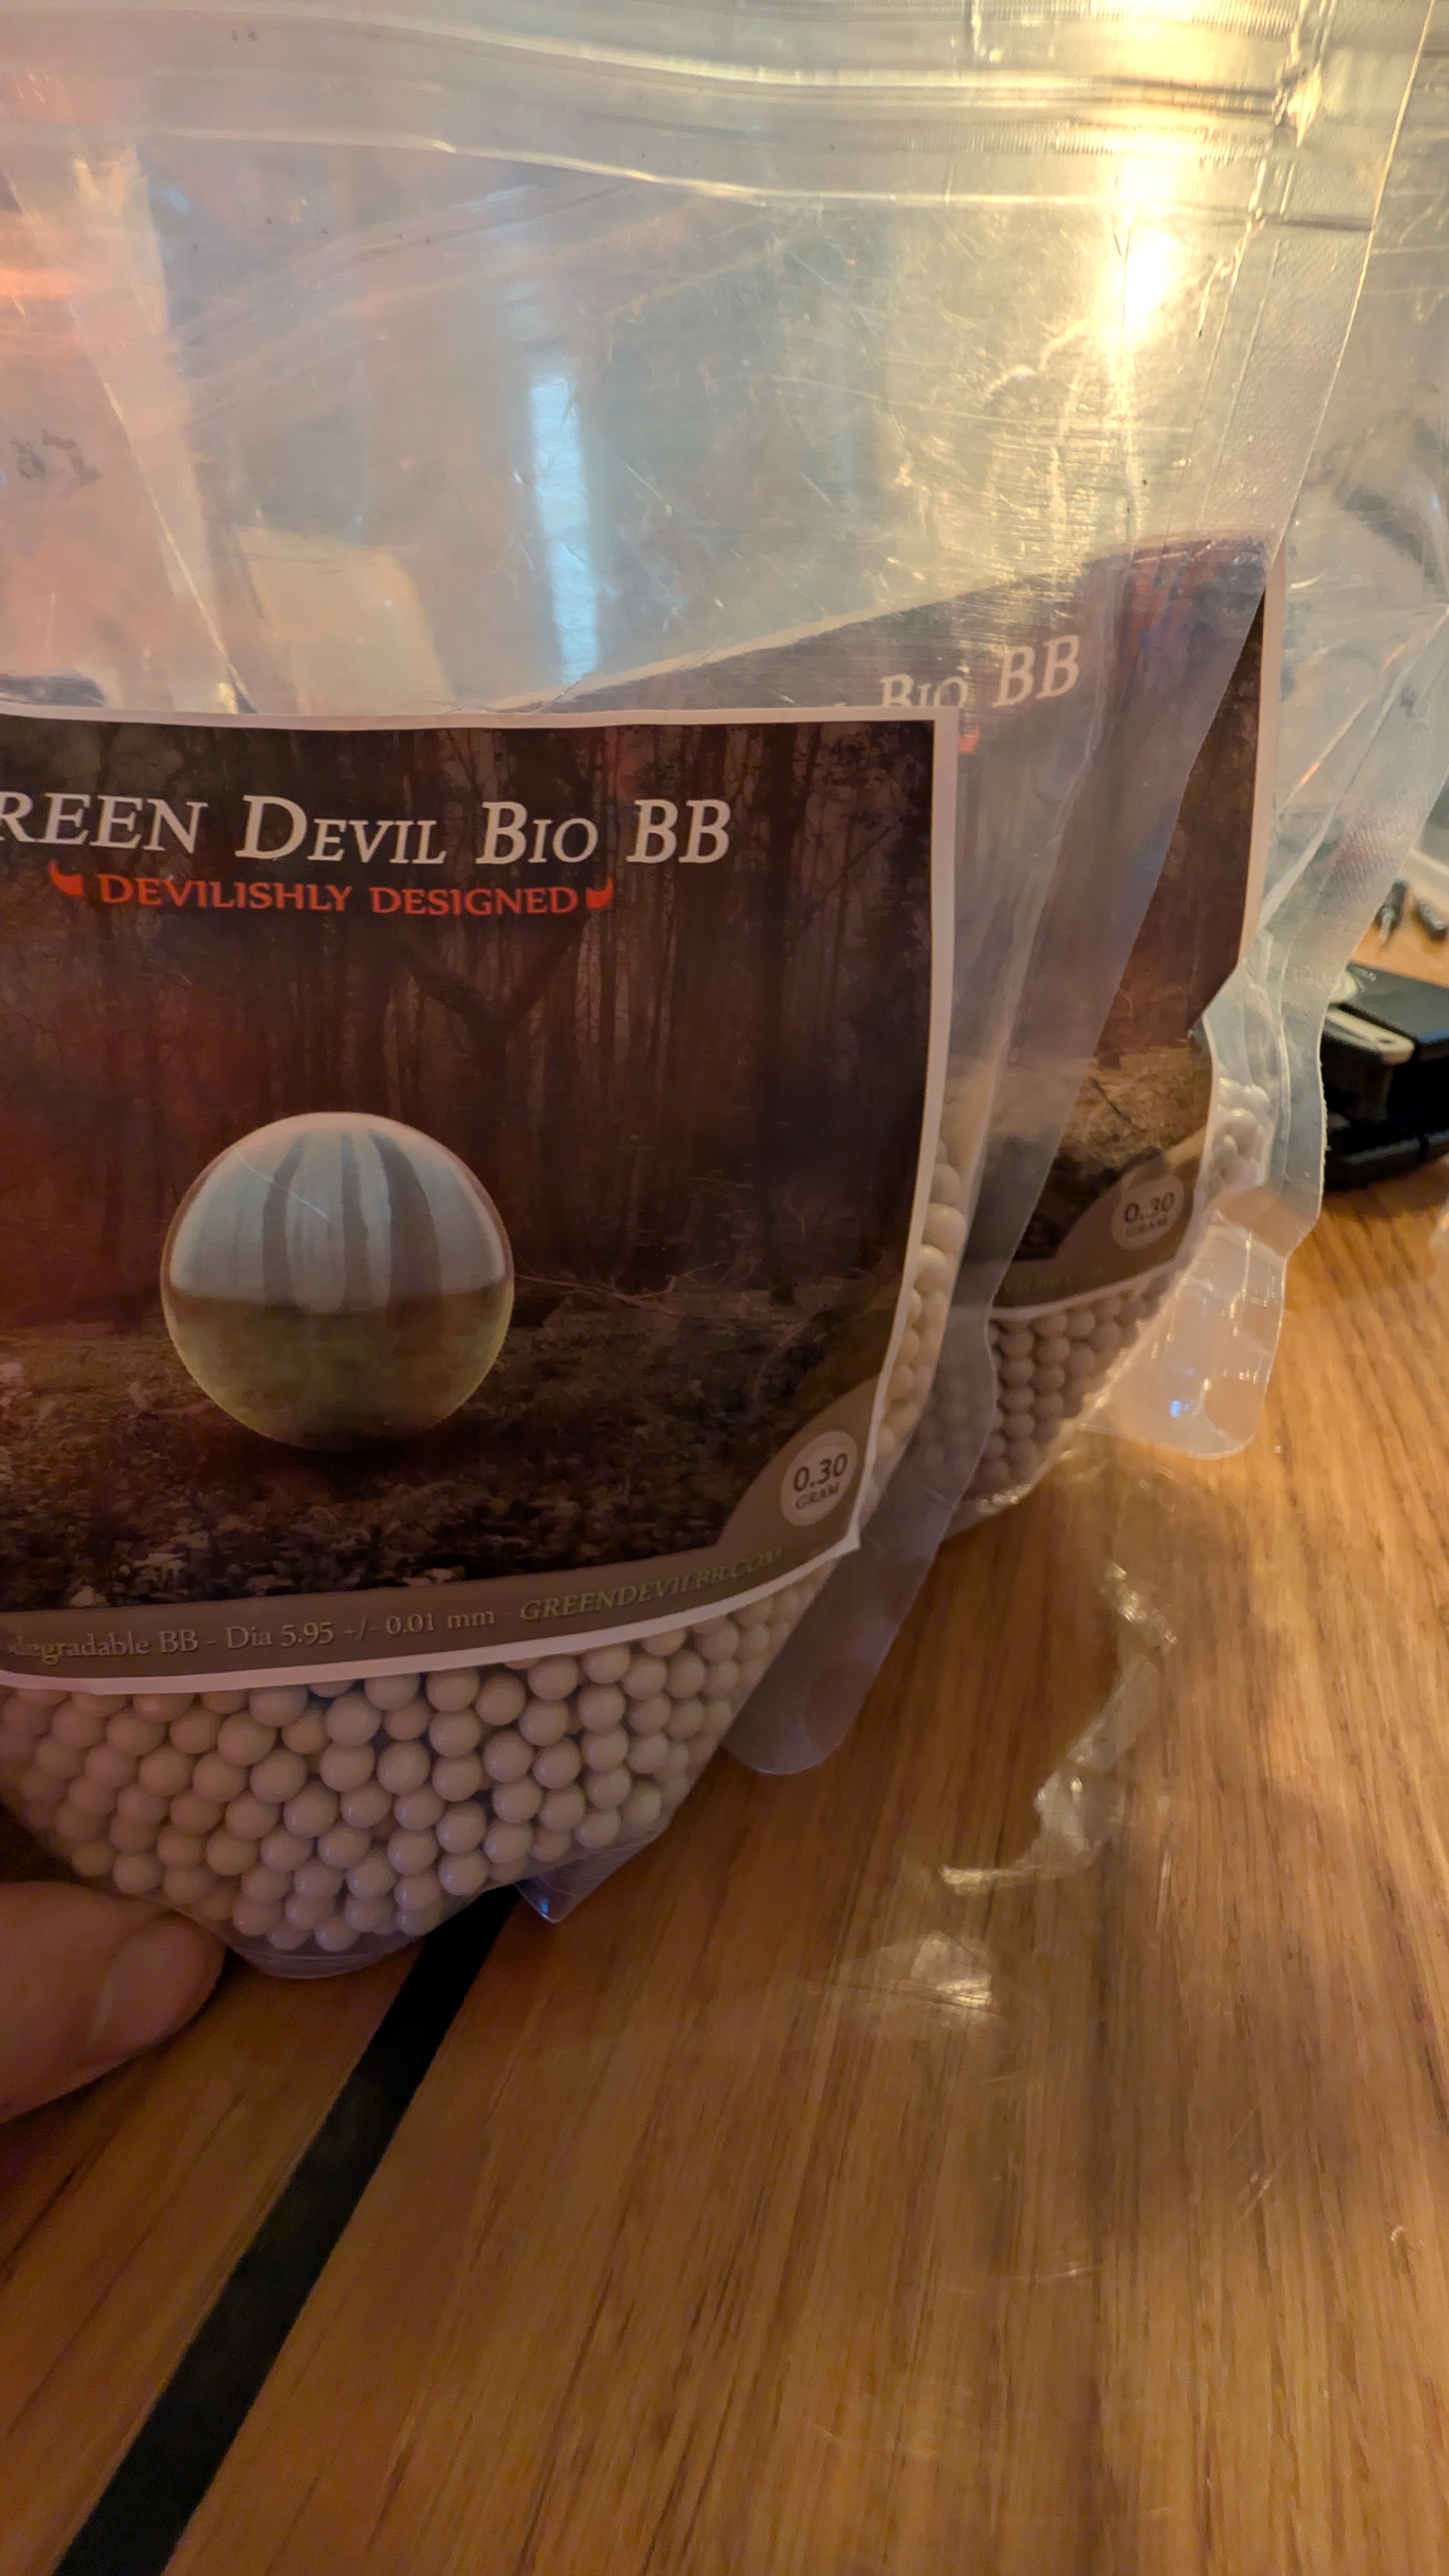 BIO BB
REEN DEVIL BIO BB
DEVILISHLY DESIGNED
0.30
GRAM
0.30
GRAM
degradable BB - Dia 5.95 +/- 0.01 mm - GREENDEVILBB.COM